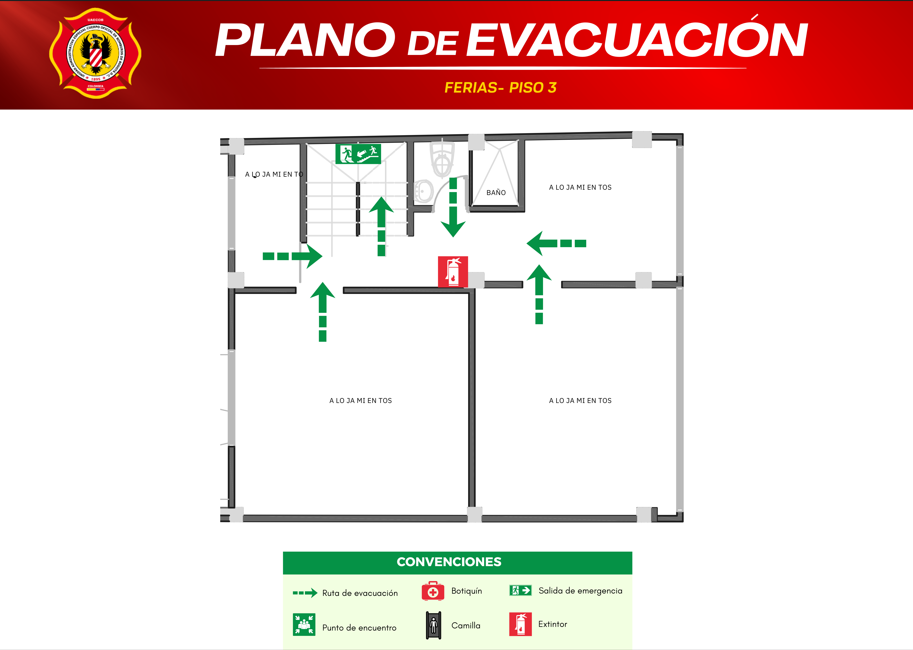 PLANO DE EVACUACIÓN
FERIAS- PISO 3
A LO JA MI EN TO
BAÑO
A LO JA MI EN TOS
A LO JA MI EN TOS
A LO JA MI EN TOS
CONVENCIONES
Ruta de evacuación
Botiquín
Salida de emergencia
Punto de encuentro
Camilla
Extintor